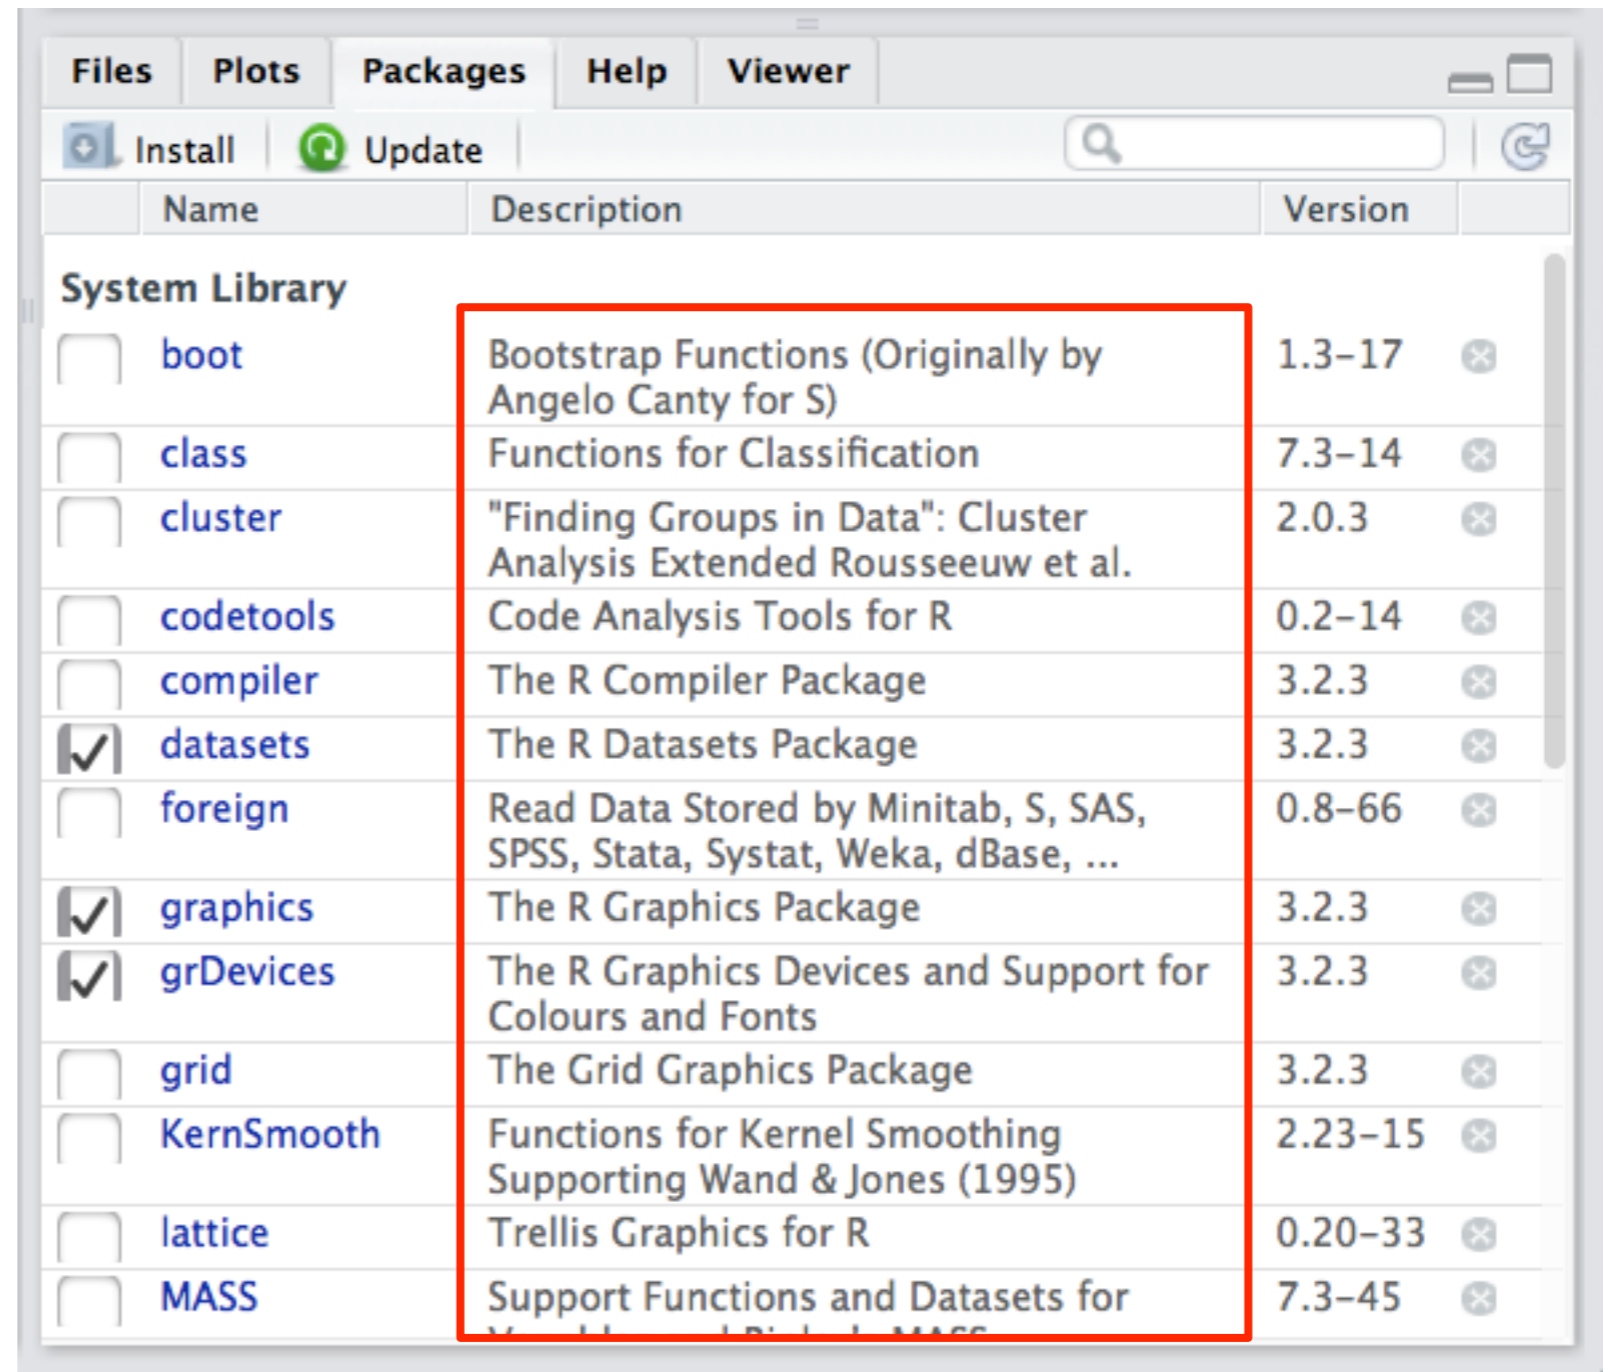 Files Plots Packages Help Viewer
Install Update
Name Description Version
System Library
boot Bootstrap Functions (Originally by 1.3-17
Angelo Canty for S)
class Functions for Classification 7.3-14
cluster "Finding Groups in Data": Cluster 2.0.3
Analysis Extended Rousseeuw et al.
codetools Code Analysis Tools for R 0.2-14
compiler The R Compiler Package 3.2.3
datasets The R Datasets Package 3.2.3
foreign Read Data Stored by Minitab, S, SAS, 0.8-66
SPSS, Stata, Systat, Weka, dBase, ...
graphics The R Graphics Package 3.2.3
grDevices The R Graphics Devices and Support for 3.2.3
Colours and Fonts
grid The Grid Graphics Package 3.2.3
KernSmooth Functions for Kernel Smoothing 2.23-15
Supporting Wand & Jones (1995)
lattice Trellis Graphics for R 0.20-33
MASS Support Functions and Datasets for 7.3-45